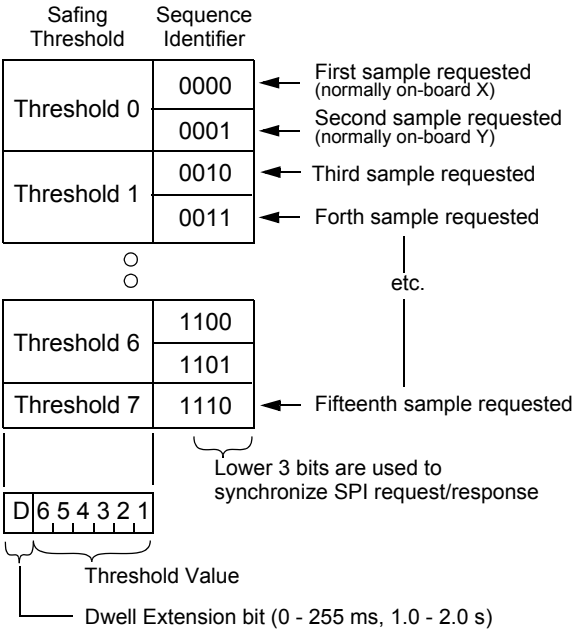 Safing Threshold
Sequence Identifier
Threshold 0
0000
First sample requested
(normally on-board X)
0001
Second sample requested
(normally on-board Y)
Threshold 1
0010
Third sample requested
0011
Forth sample requested
etc.
Threshold 6
1100
1101
Threshold 7
1110
Fifteenth sample requested
Lower 3 bits are used to
synchronize SPI request/response
D 6 5 4 3 2 1
Threshold Value
Dwell Extension bit (0 - 255 ms, 1.0 - 2.0 s)